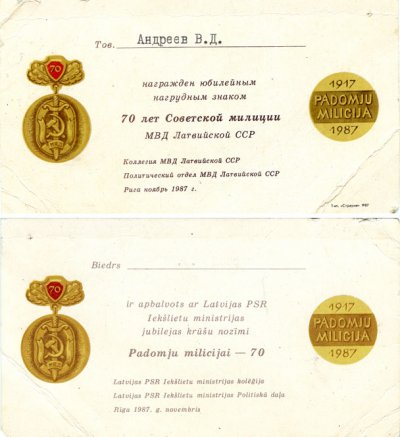 Тов. Андреев В.Д.
70
награжден юбилейным
нагрудным знаком
70 лет Советской милиции
МВД Латвийской ССР
1917
PADOMJU
MILICIJA
1987
Коллегия МВД Латвийской ССР
Политический отдел МВД Латвийской ССР
Рига ноябрь 1987 г.
Biedrs
70
ir apbalvots ar Latvijas PSR
Iekšlietu ministrijas
jubilejas krūšu nozīmi
Padomju milicijai — 70
1917
PADOMJU
MILICIJA
1987
Latvijas PSR Iekšlietu ministrijas kolēģija
Latvijas PSR Iekšlietu ministrijas Politiskā daļa
Rīga 1987. g. novembris